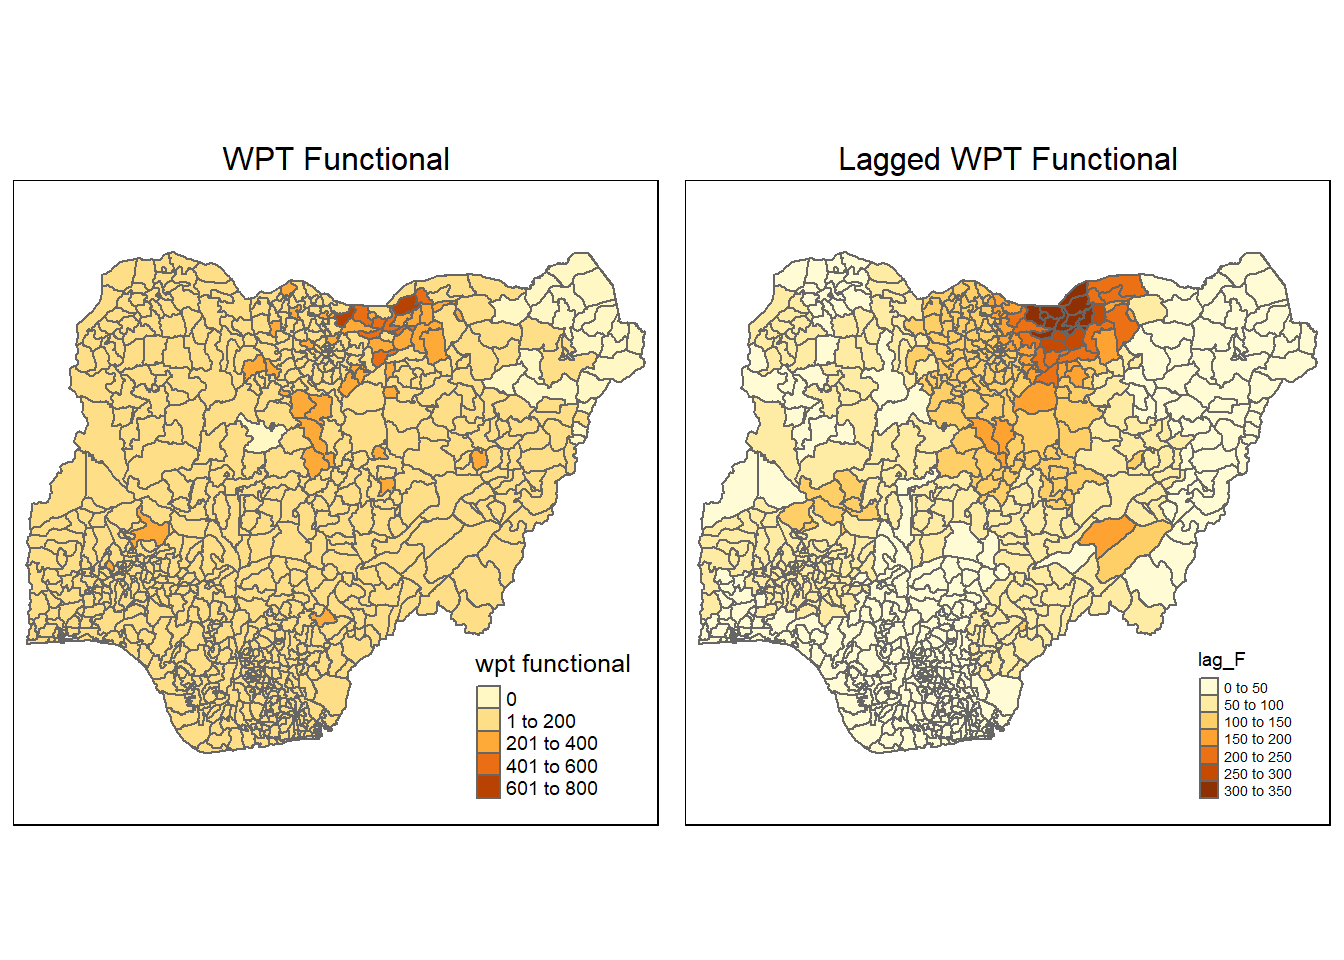 WPT Functional
wpt functional
0
1 to 200
201 to 400
401 to 600
601 to 800
Lagged WPT Functional
lag_F
0 to 50
50 to 100
100 to 150
150 to 200
200 to 250
250 to 300
300 to 350